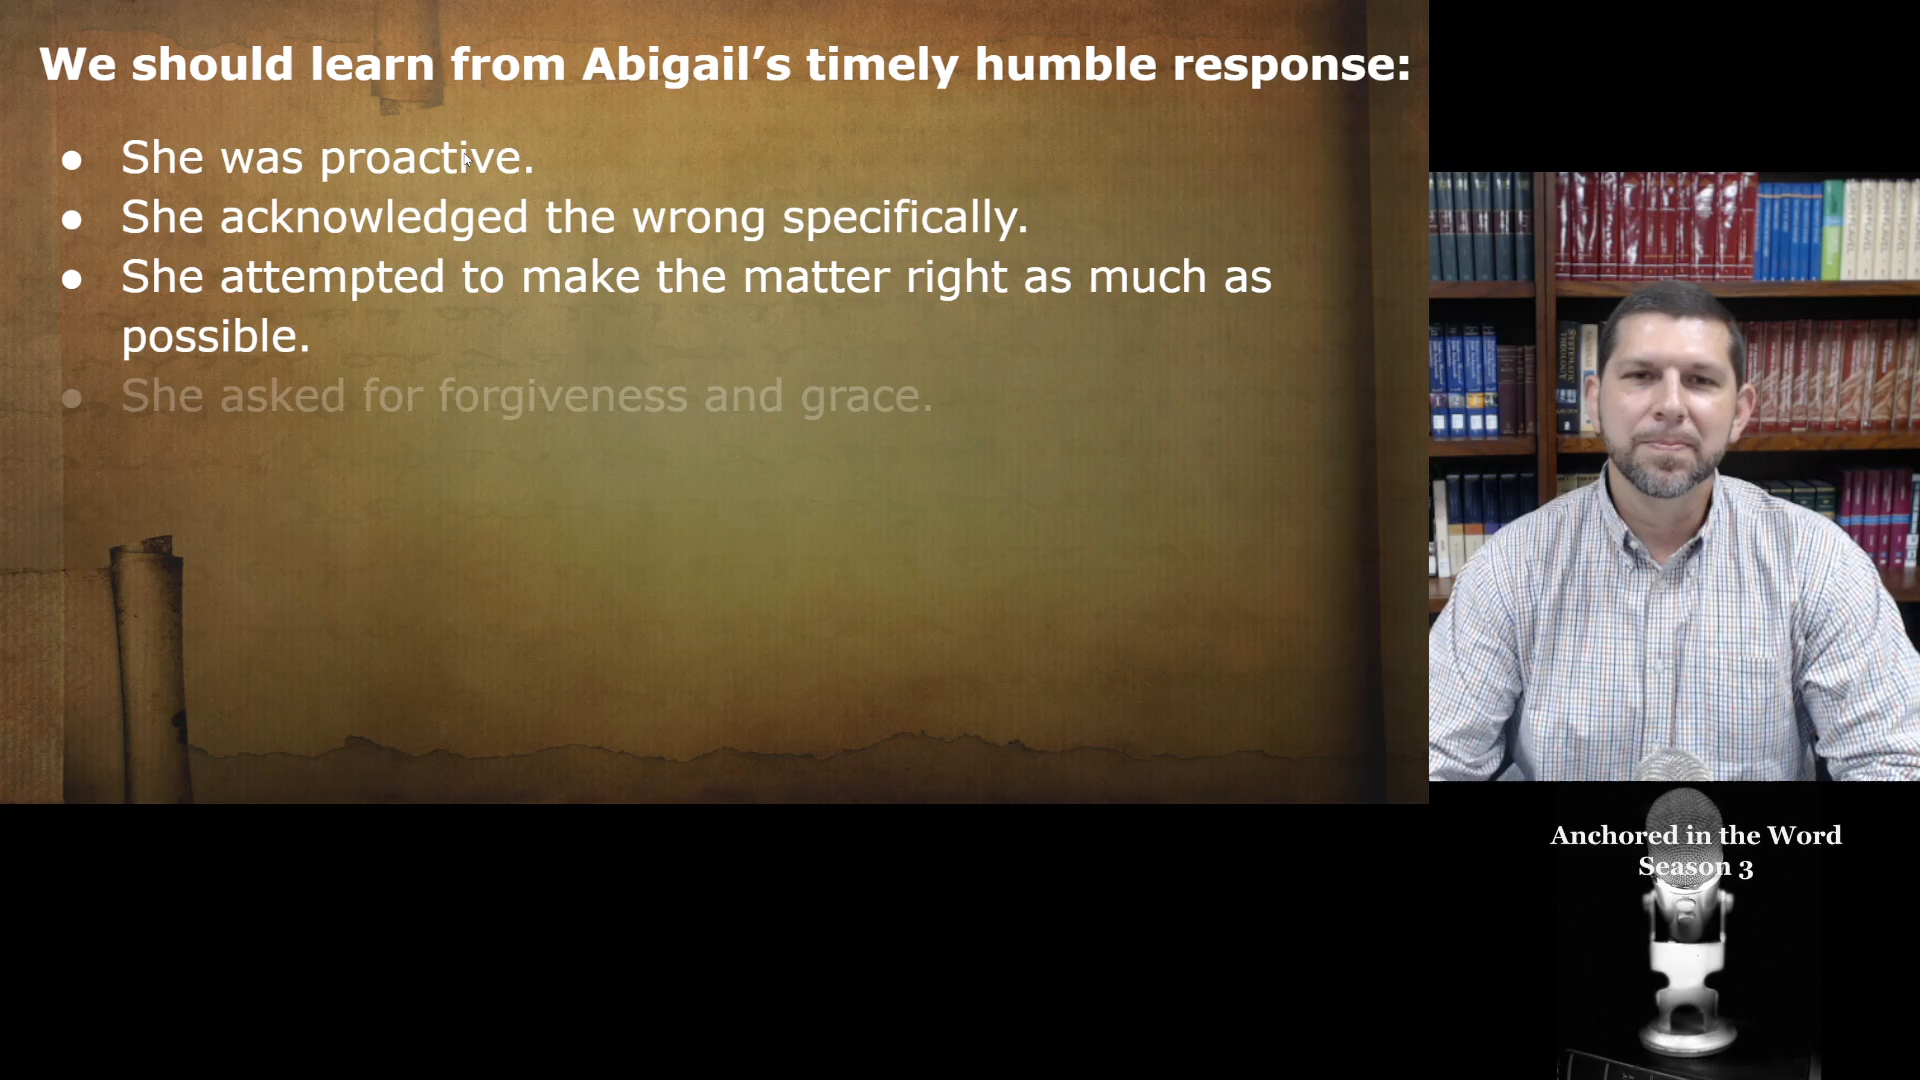 We should learn from Abigail’s timely humble response:
● She was proactive.
● She acknowledged the wrong specifically.
● She attempted to make the matter right as much as
possible.
● She asked for forgiveness and grace.
SYSTEMATIC
THEOLOGY
Anchored in the Word
Season 3